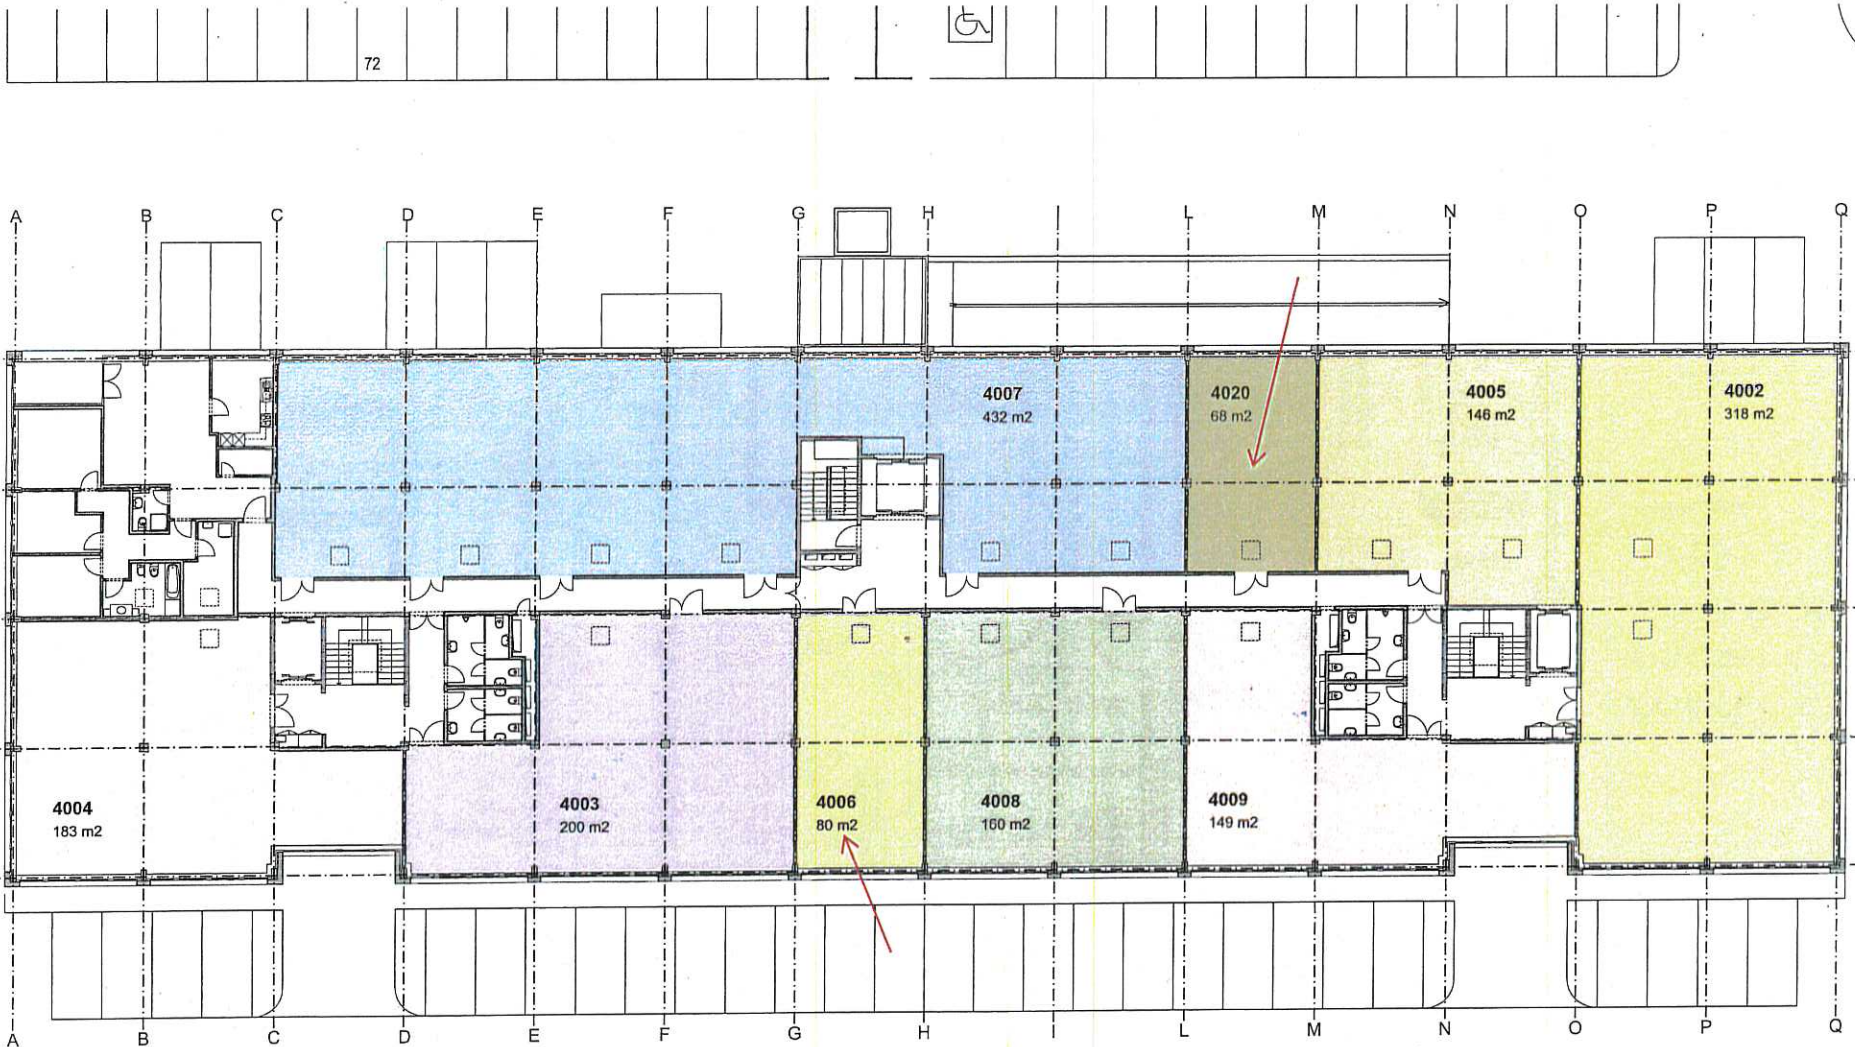 72
A B C D E F G H I L M N O P Q
4007
432 m2
4020
68 m2
4005
146 m2
4002
318 m2
4004
183 m2
4003
200 m2
4006
80 m2
4008
160 m2
4009
149 m2
A B C D E F G H I L M N O P Q